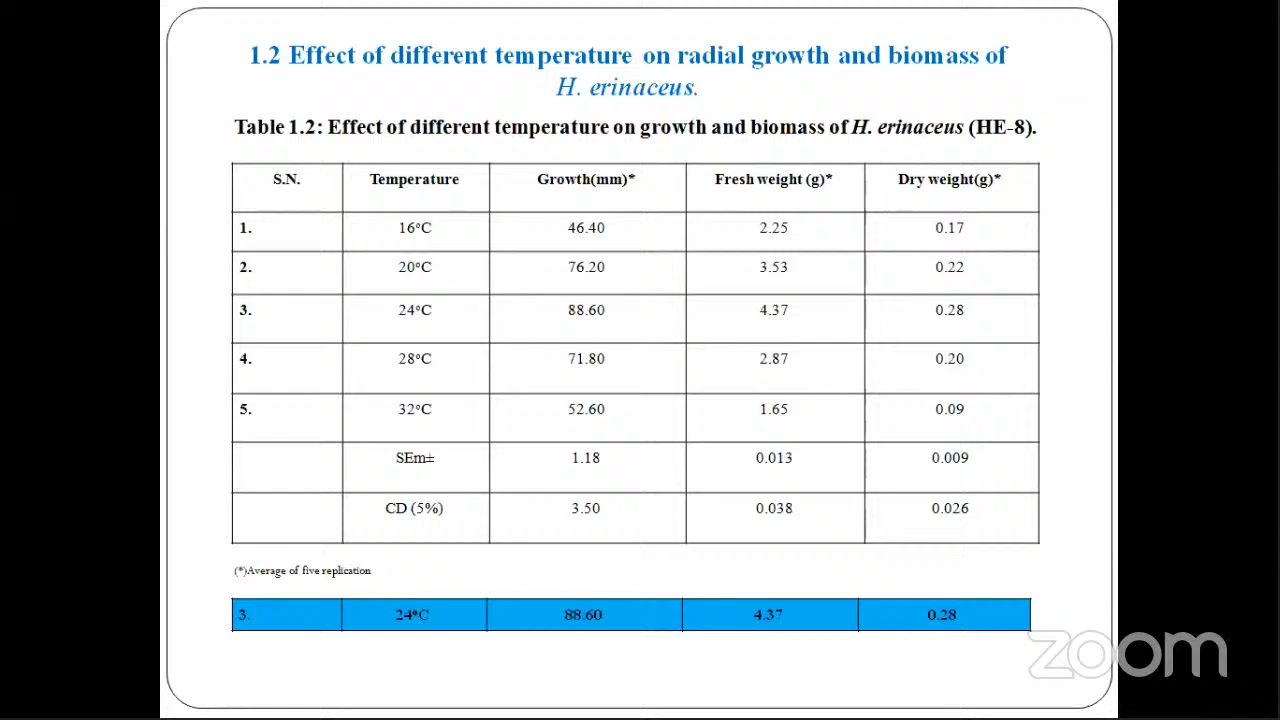 1.2 Effect of different temperature on radial growth and biomass of
H. erinaceus.
Table 1.2: Effect of different temperature on growth and biomass of H. erinaceus (HE-8).
S.N. Temperature Growth(mm)* Fresh weight (g)* Dry weight(g)*
1. 16°C 46.40 2.25 0.17
2. 20°C 76.20 3.53 0.22
3. 24°C 88.60 4.37 0.28
4. 28°C 71.80 2.87 0.20
5. 32°C 52.60 1.65 0.09
SEm± 1.18 0.013 0.009
CD (5%) 3.50 0.038 0.026
(*)Average of five replication
3. 24°C 88.60 4.37 0.28
zoom